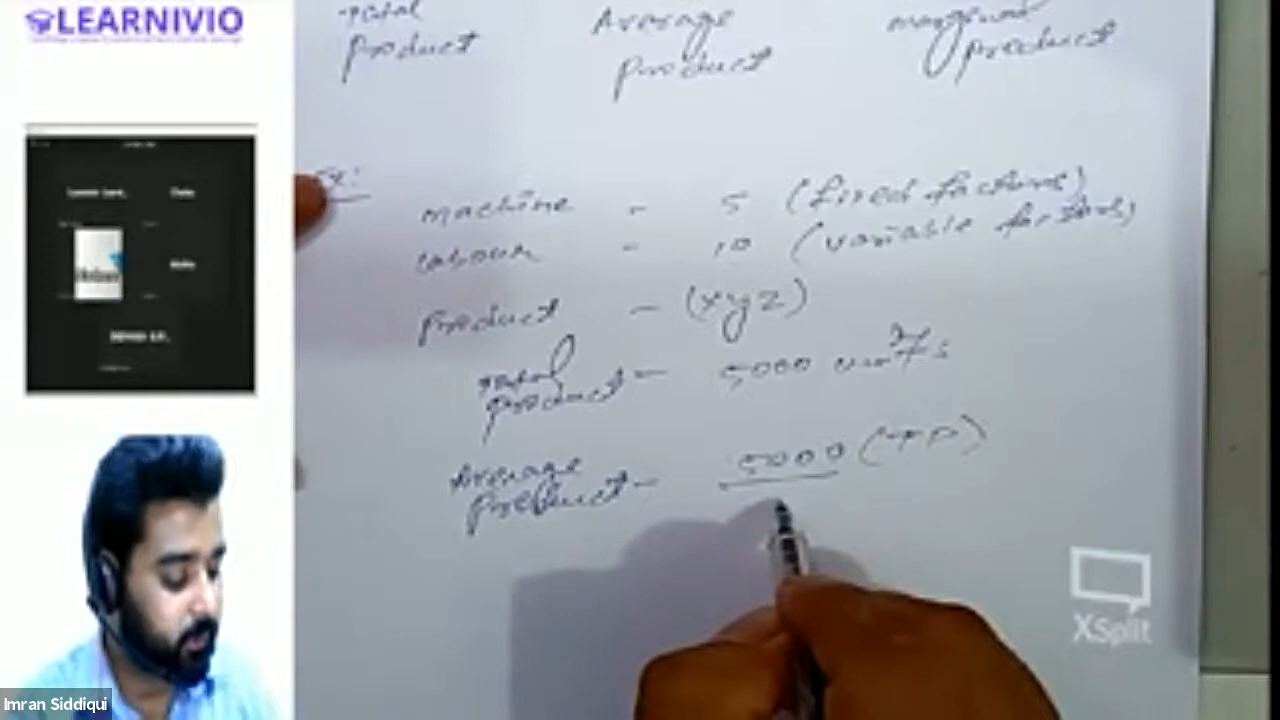 LEARNIVIO
Total Average marginal
Product Product Product
Ex:
machine - 5 (fixed factors)
Labour - 10 (variable factors)
Product - (xyz)
Total Product - 5000 units
Average Product - 5000 (TP)
XSplit
Imran Siddiqui